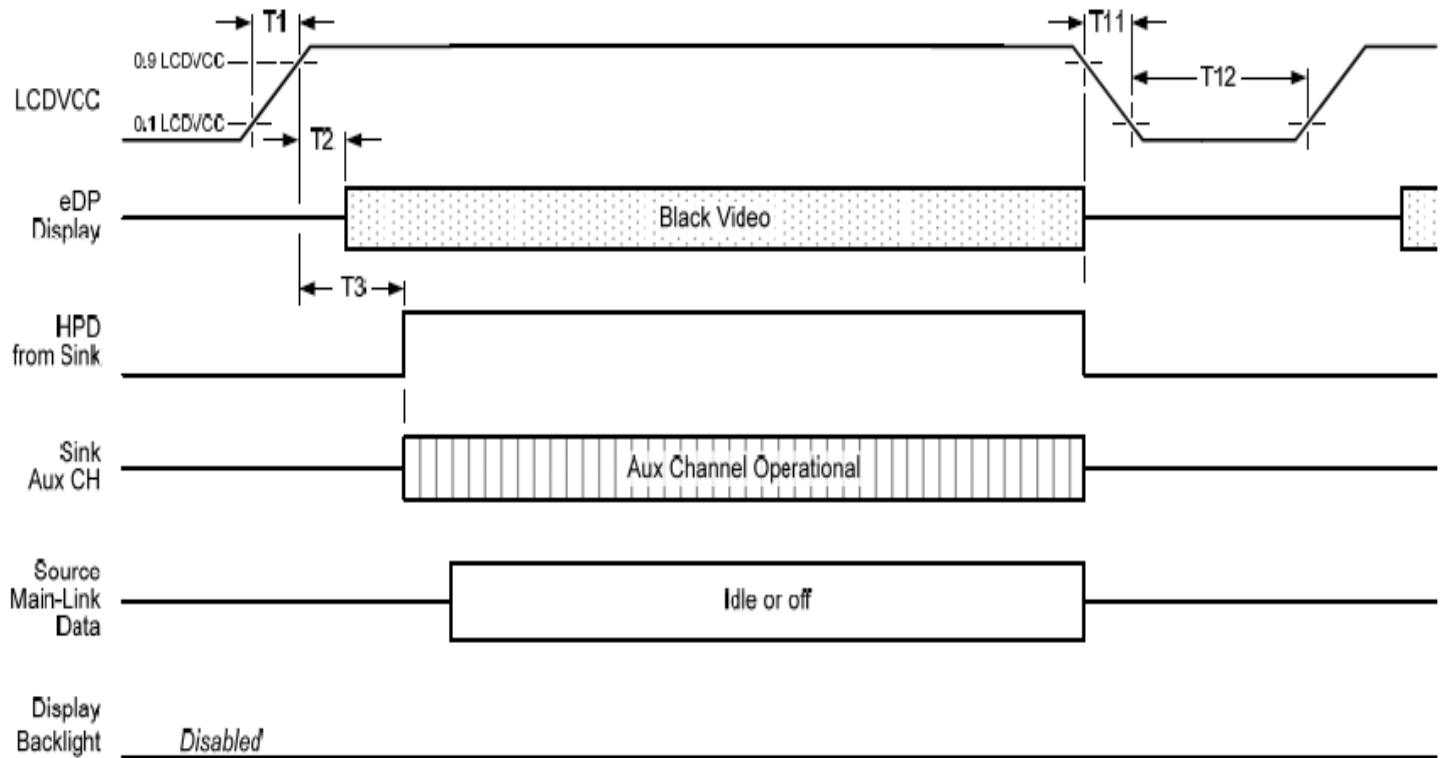 T1
T11
0.9 LCDVCC
LCDVCC
T12
0.1 LCDVCC
T2
eDP
Display
Black Video
T3
HPD
from Sink
Sink
Aux CH
Aux Channel Operational
Source
Main-Link
Data
Idle or off
Display
Backlight
Disabled